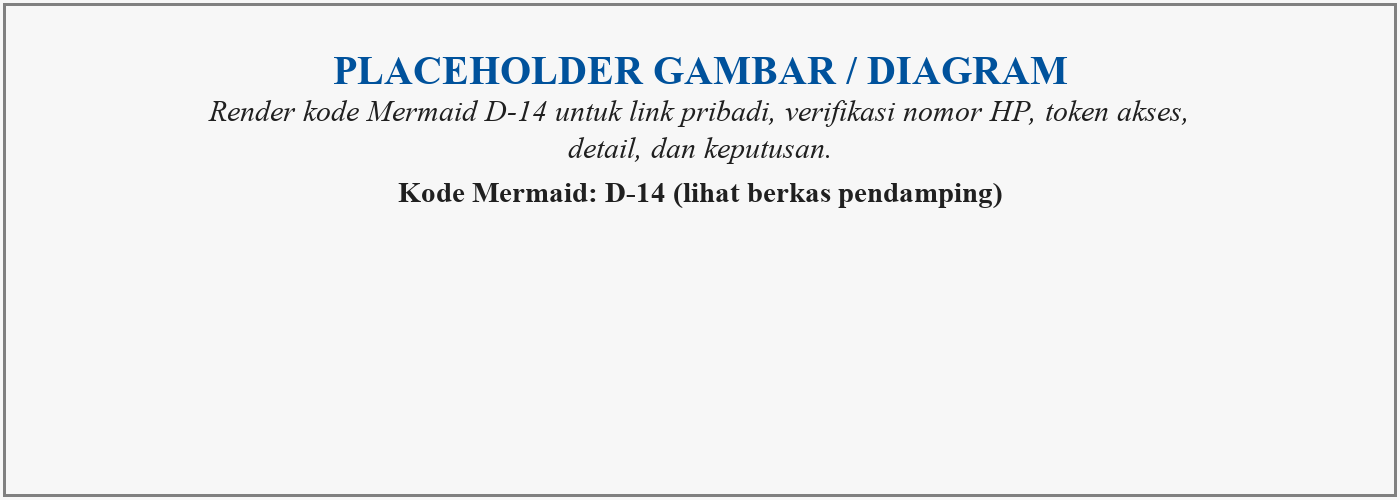 PLACEHOLDER GAMBAR / DIAGRAM
Render kode Mermaid D-14 untuk link pribadi, verifikasi nomor HP, token akses,
detail, dan keputusan.
Kode Mermaid: D-14 (lihat berkas pendamping)